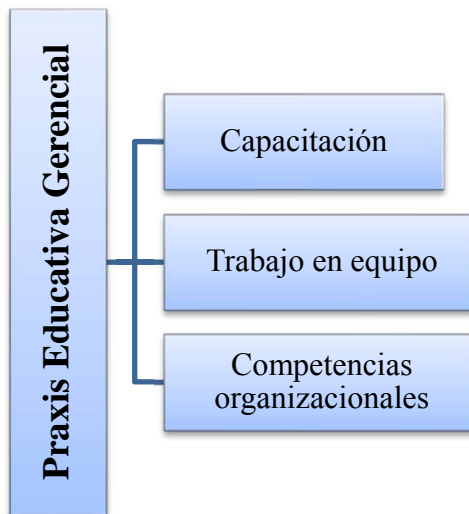 Praxis Educativa Gerencial
Capacitación
Trabajo en equipo
Competencias
organizacionales